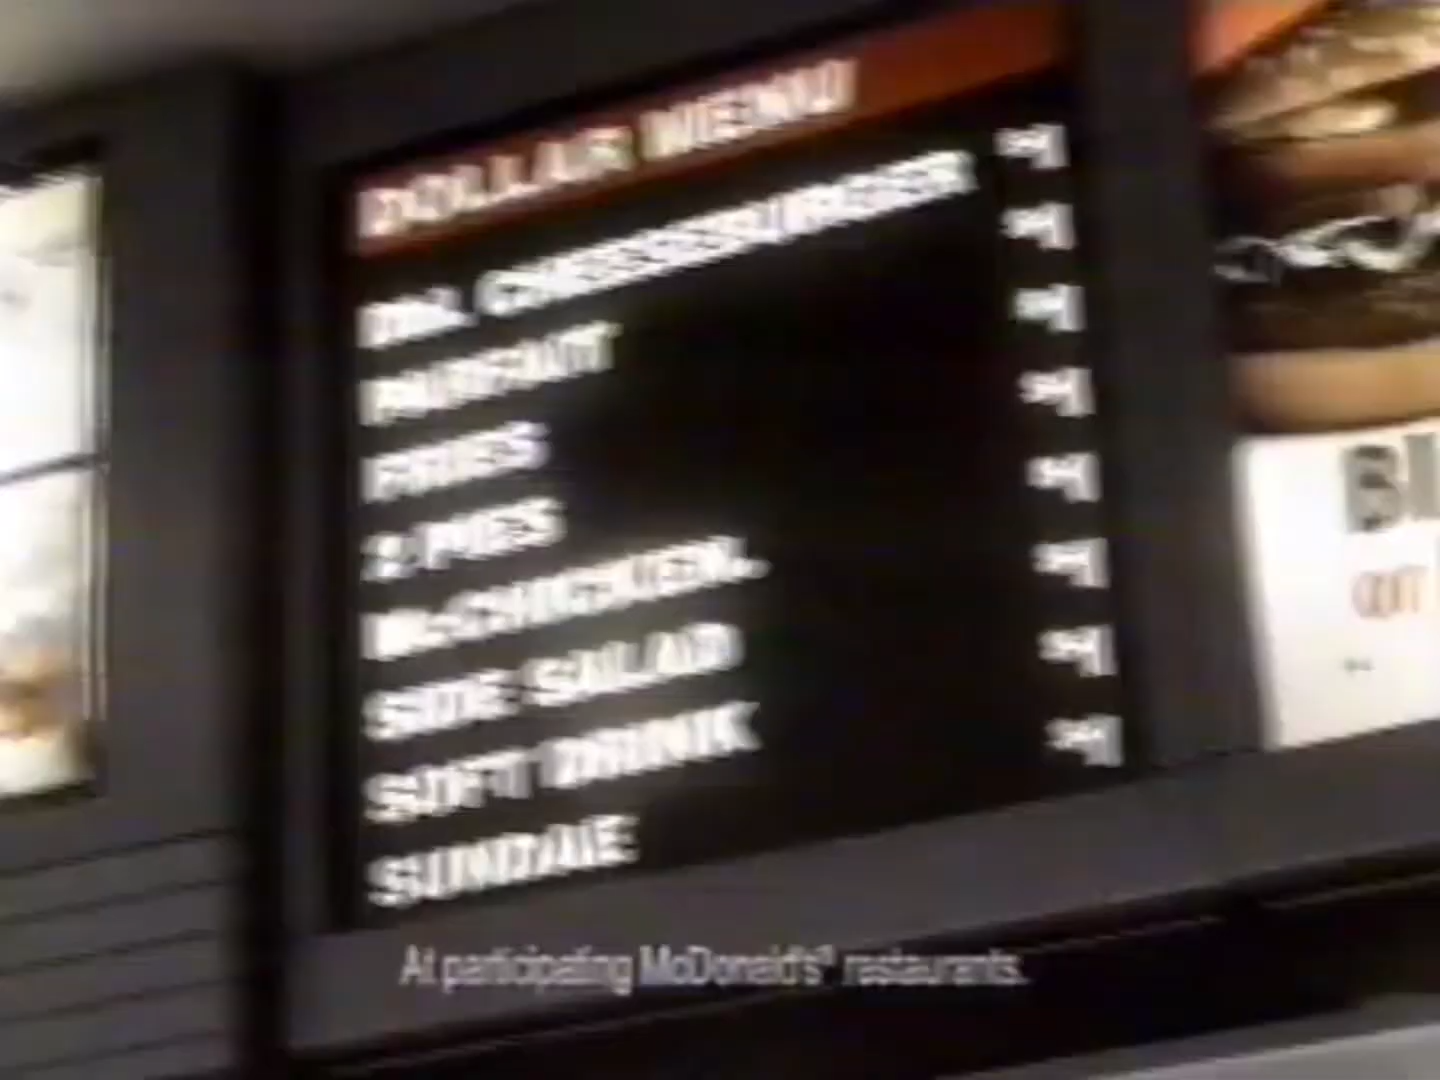 DOLLAR MENU
DBL CHEESEBURGER $1
PARFAIT $1
FRIES $1
2 PIES $1
McCHICKEN. $1
SIDE SALAD $1
SOFT DRINK $1
SUNDAE $1
At participating McDonald's® restaurants.